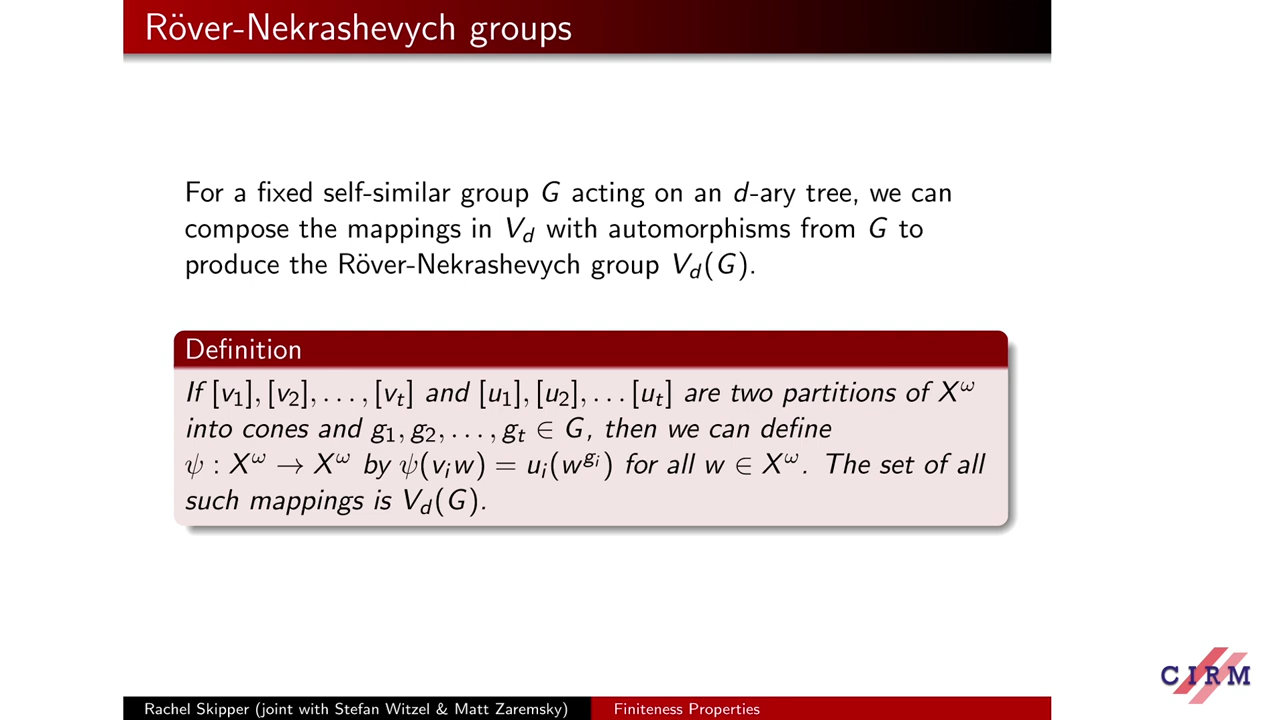 Röver-Nekrashevych groups
For a fixed self-similar group G acting on an d-ary tree, we can
compose the mappings in V_d with automorphisms from G to
produce the Röver-Nekrashevych group V_d(G).
Definition
If [v_1], [v_2], . . . , [v_t] and [u_1], [u_2], . . . [u_t] are two partitions of X^ω
into cones and g_1, g_2, . . . , g_t ∈ G, then we can define
ψ : X^ω → X^ω by ψ(v_i w) = u_i(w^{g_i}) for all w ∈ X^ω. The set of all
such mappings is V_d(G).
CIRM
Rachel Skipper (joint with Stefan Witzel & Matt Zaremsky) Finiteness Properties